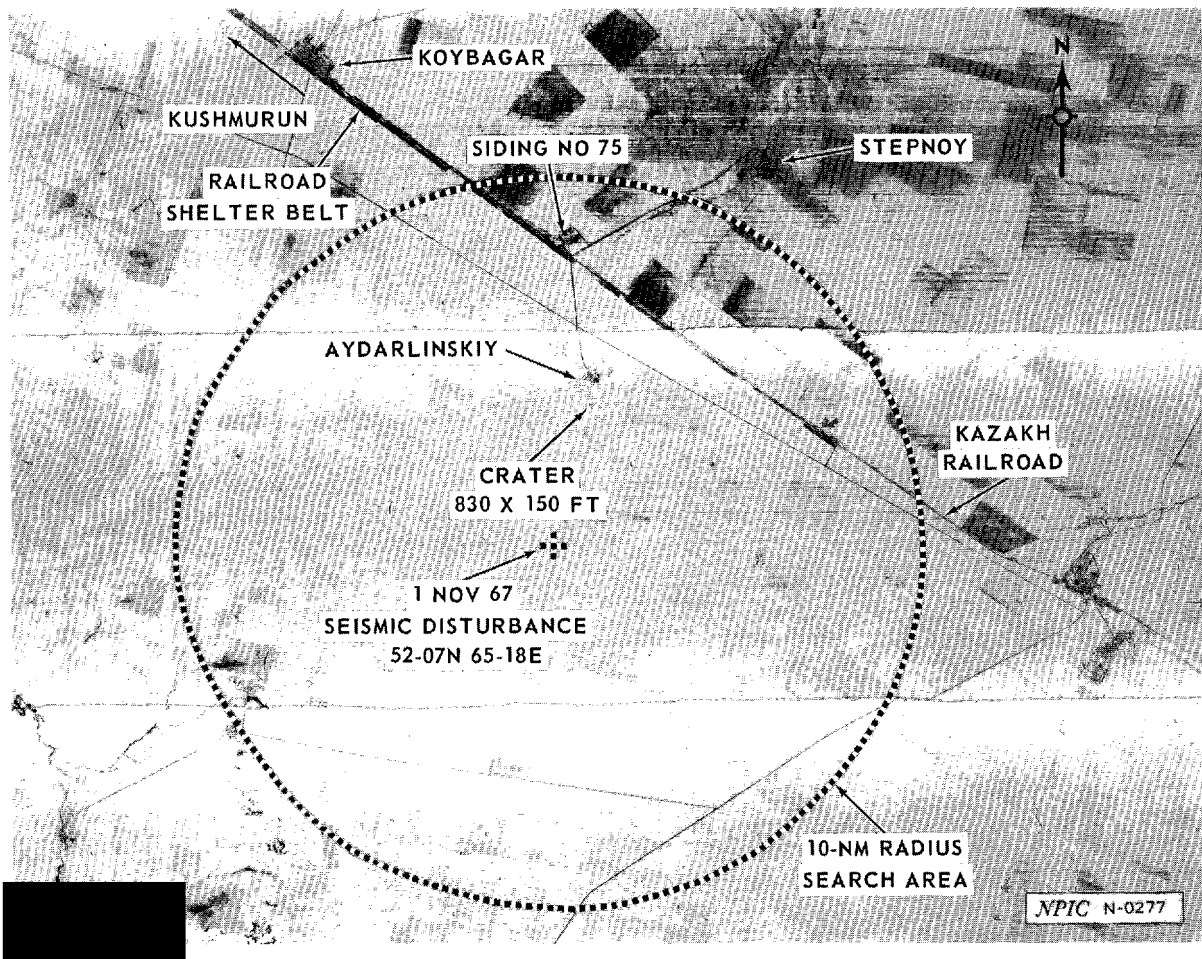 KOYBAGAR
N
KUSHMURUN
SIDING NO 75
STEPNOY
RAILROAD
SHELTER BELT
AYDARLINSKIY
KAZAKH
RAILROAD
CRATER
830 X 150 FT
1 NOV 67
SEISMIC DISTURBANCE
52-07N 65-18E
10-NM RADIUS
SEARCH AREA
NPIC N-0277